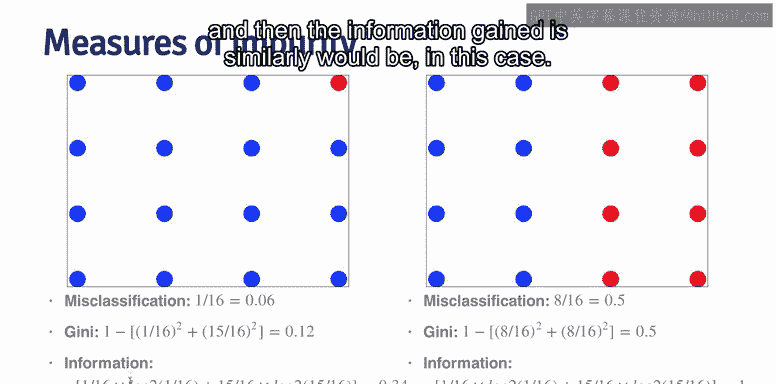 and then the information gained is
Measures of Impurity
similarly would be, in this case.
· Misclassification: 1/16 = 0.06
· Gini: 1 − [(1/16)² + (15/16)²] = 0.12
· Information:
· Misclassification: 8/16 = 0.5
· Gini: 1 − [(8/16)² + (8/16)²] = 0.5
· Information: